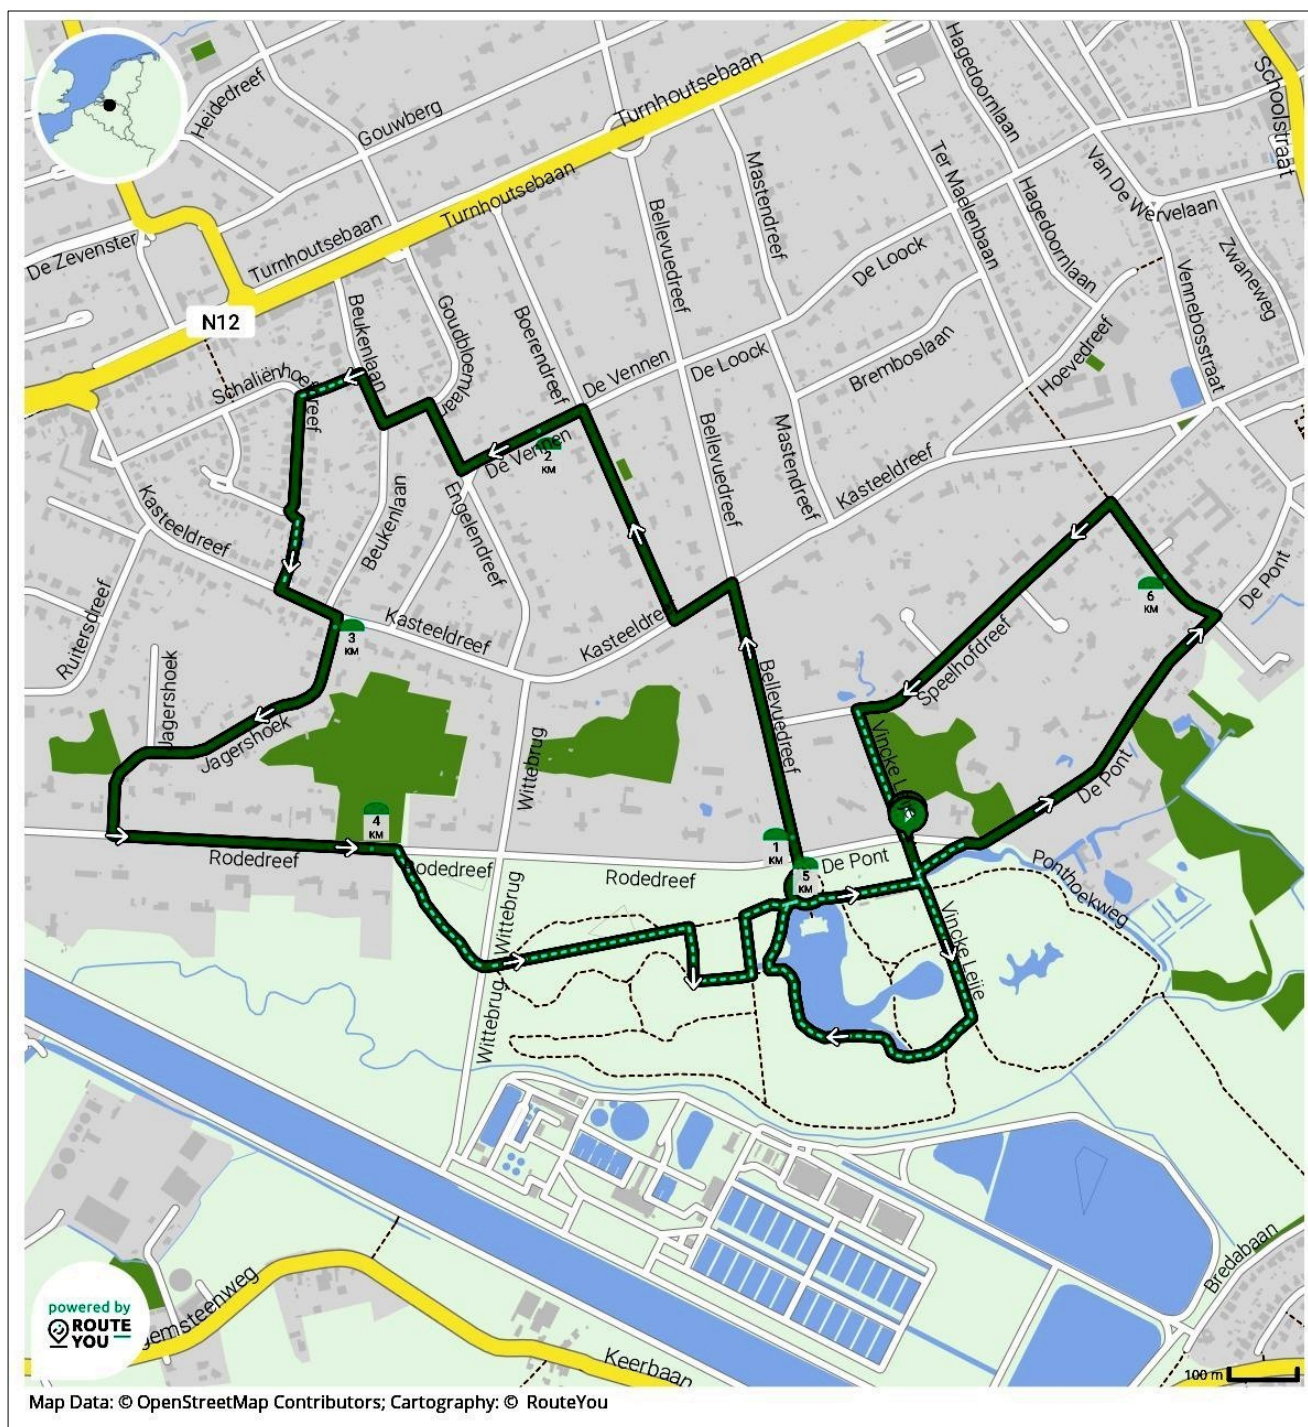 Heidedreef
Gouwberg
Turnhoutsebaan
Hagedoornlaan
Schoolstraat
Turnhoutsebaan
Mastendreef
Ter Maelenbaan
Van De Wervelaan
De Zevenster
Turnhoutsebaan
Bellevuedreef
Hagedoornlaan
De Loock
Zwaneweg
N12
Beukenlaan
Goudbloemlaan
Boerendreef
De Vennen
De Loock
Bremboslaan
Vennebosstraat
Hoevedreef
Bellevuedreef
Mastendreef
De Vennen
2
KM
Kasteeldreef
Kasteeldreef
Beukenlaan
Engelendreef
De Pont
6
KM
Ruitersdreef
3
KM
Kasteeldreef
Kasteeldreef
Speelhofdreef
Jagershoek
Jagershoek
Wittebrug
Bellevuedreef
De Pont
4
KM
1
KM
Rodedreef
Rodedreef
De Pont
5
KM
Ponthoekweg
Wittebrug
Vincke Leije
Wittebrug
Bredabaan
powered by
ROUTE
YOU
Keerbaan
100 m
Map Data: © OpenStreetMap Contributors; Cartography: © RouteYou